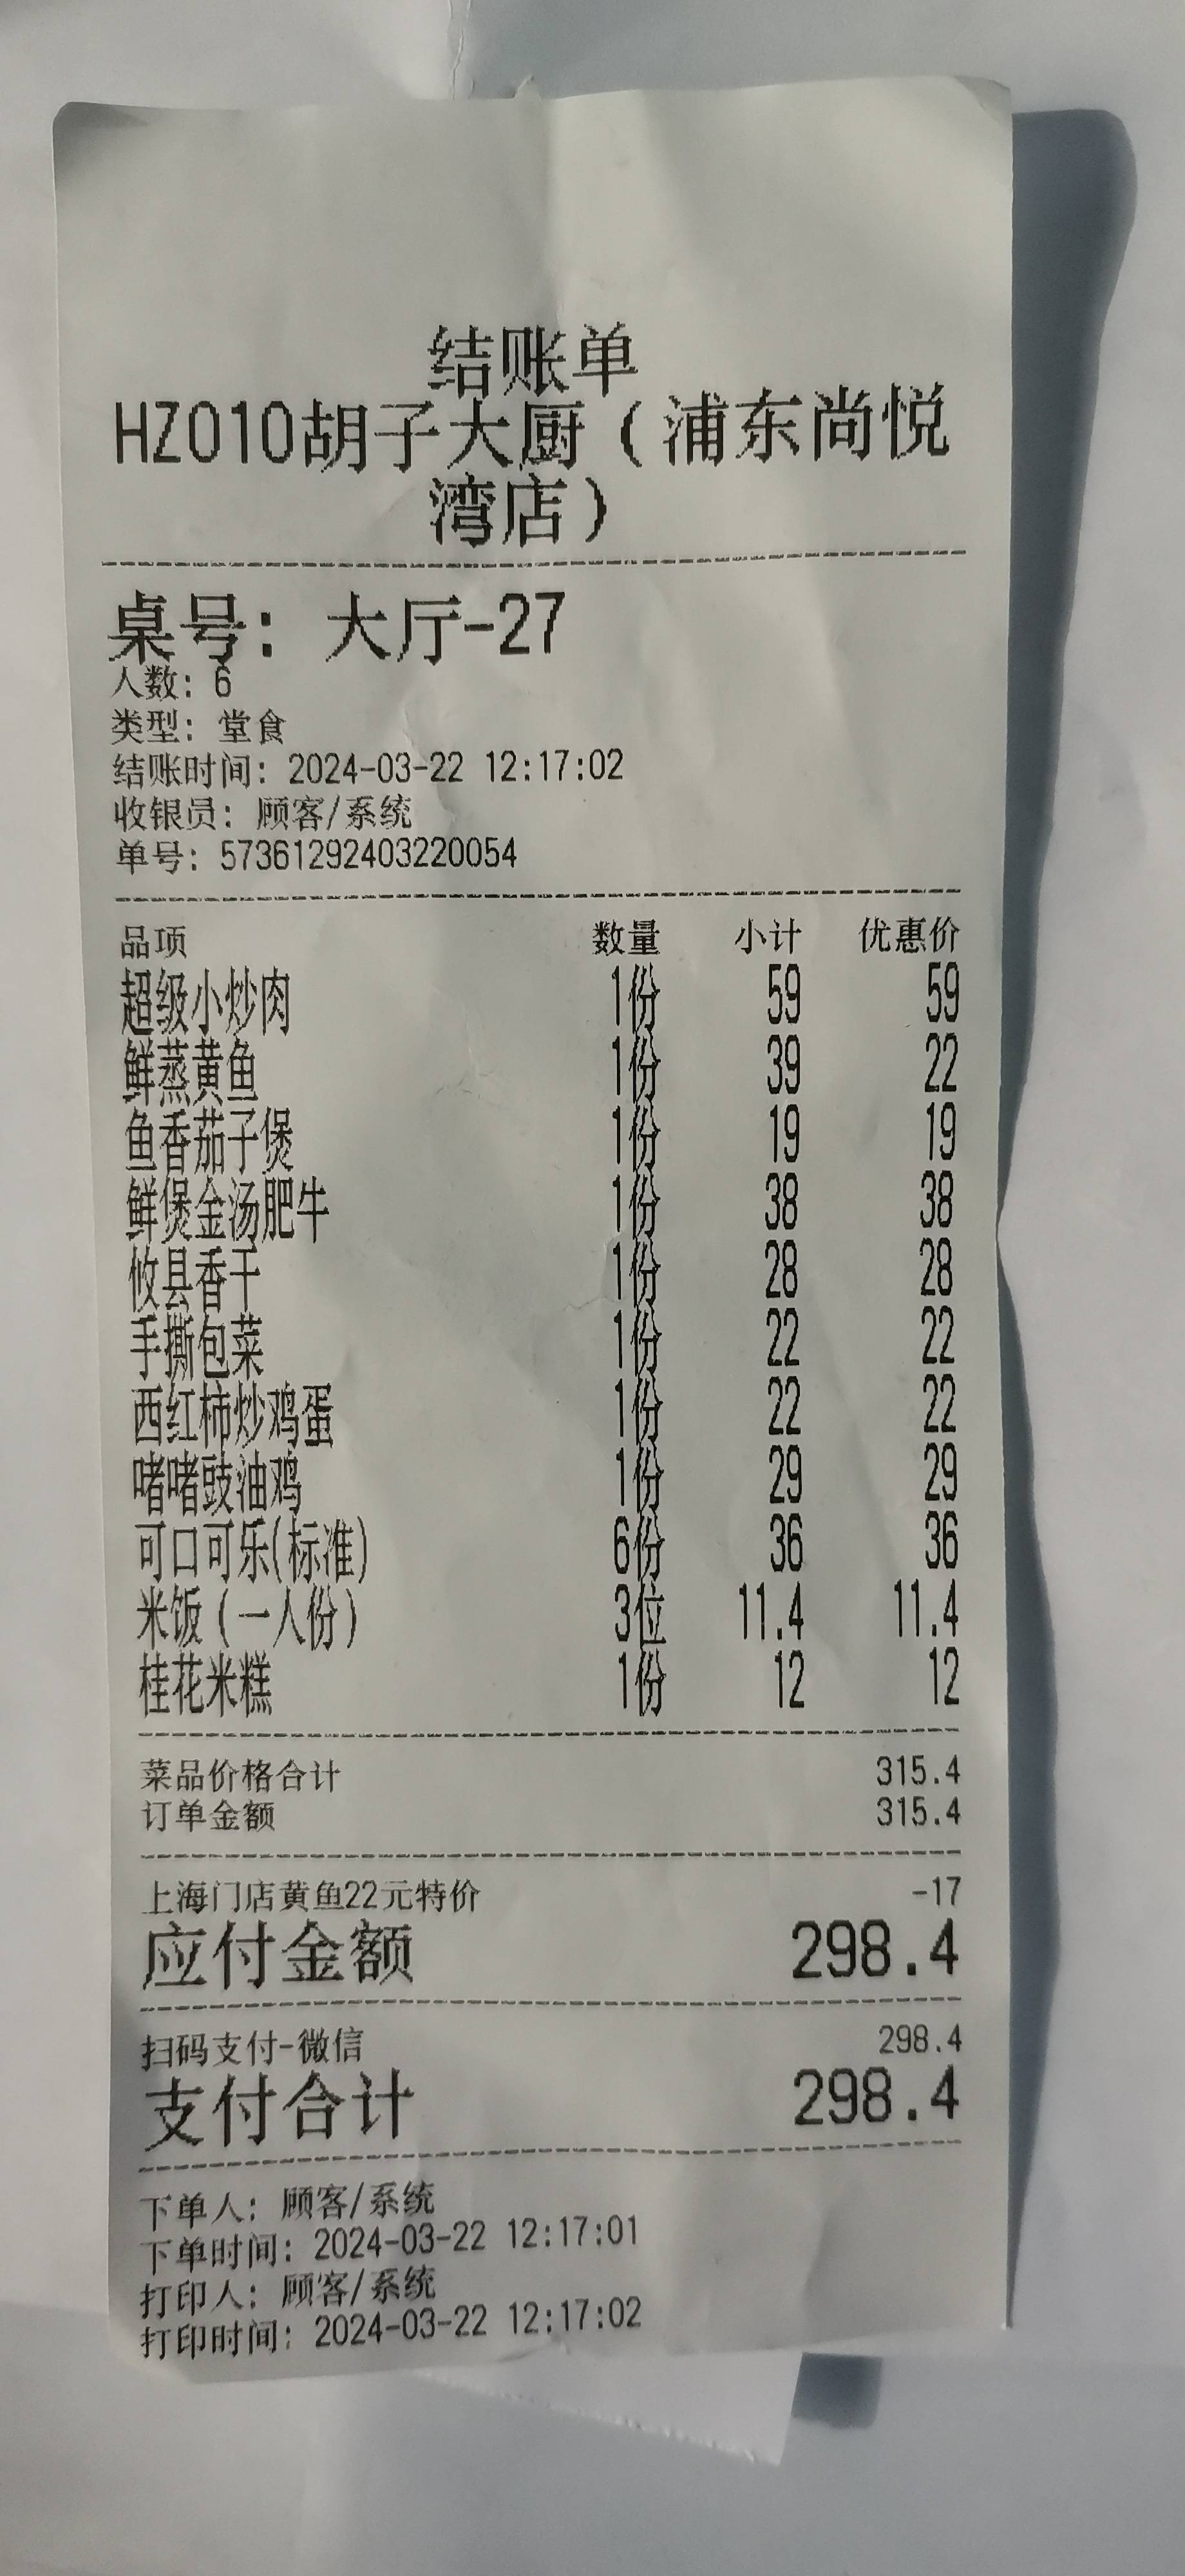 结账单
HZ010胡子大厨（浦东尚悦
湾店）
桌号：大厅-27
人数：6
类型：堂食
结账时间：2024-03-22 12:17:02
收银员：顾客/系统
单号：57361292403220054
品项 数量 小计 优惠价
超级小炒肉 1份 59 59
鲜蒸黄鱼 1份 39 22
鱼香茄子煲 1份 19 19
鲜煲金汤肥牛 1份 38 38
攸县香干 1份 28 28
手撕包菜 1份 22 22
西红柿炒鸡蛋 1份 22 22
啫啫豉油鸡 1份 29 29
可口可乐(标准) 6份 36 36
米饭（一人份） 3位 11.4 11.4
桂花米糕 1份 12 12
菜品价格合计 315.4
订单金额 315.4
上海门店黄鱼22元特价 -17
应付金额 298.4
扫码支付-微信 298.4
支付合计 298.4
下单人：顾客/系统
下单时间：2024-03-22 12:17:01
打印人：顾客/系统
打印时间：2024-03-22 12:17:02